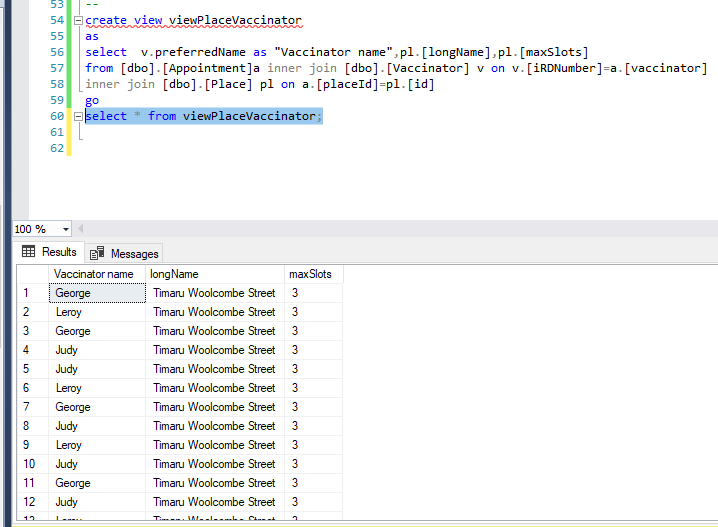 53 --
54 create view viewPlaceVaccinator
55 as
56 select v.preferredName as "Vaccinator name",pl.[longName],pl.[maxSlots]
57 from [dbo].[Appointment]a inner join [dbo].[Vaccinator] v on v.[iRDNumber]=a.[vaccinator]
58 inner join [dbo].[Place] pl on a.[placeId]=pl.[id]
59 go
60 select * from viewPlaceVaccinator;
61
62
100 %
Results Messages
Vaccinator name longName maxSlots
1 George Timaru Woolcombe Street 3
2 Leroy Timaru Woolcombe Street 3
3 George Timaru Woolcombe Street 3
4 Judy Timaru Woolcombe Street 3
5 Judy Timaru Woolcombe Street 3
6 Leroy Timaru Woolcombe Street 3
7 George Timaru Woolcombe Street 3
8 Judy Timaru Woolcombe Street 3
9 Leroy Timaru Woolcombe Street 3
10 Judy Timaru Woolcombe Street 3
11 George Timaru Woolcombe Street 3
12 Judy Timaru Woolcombe Street 3